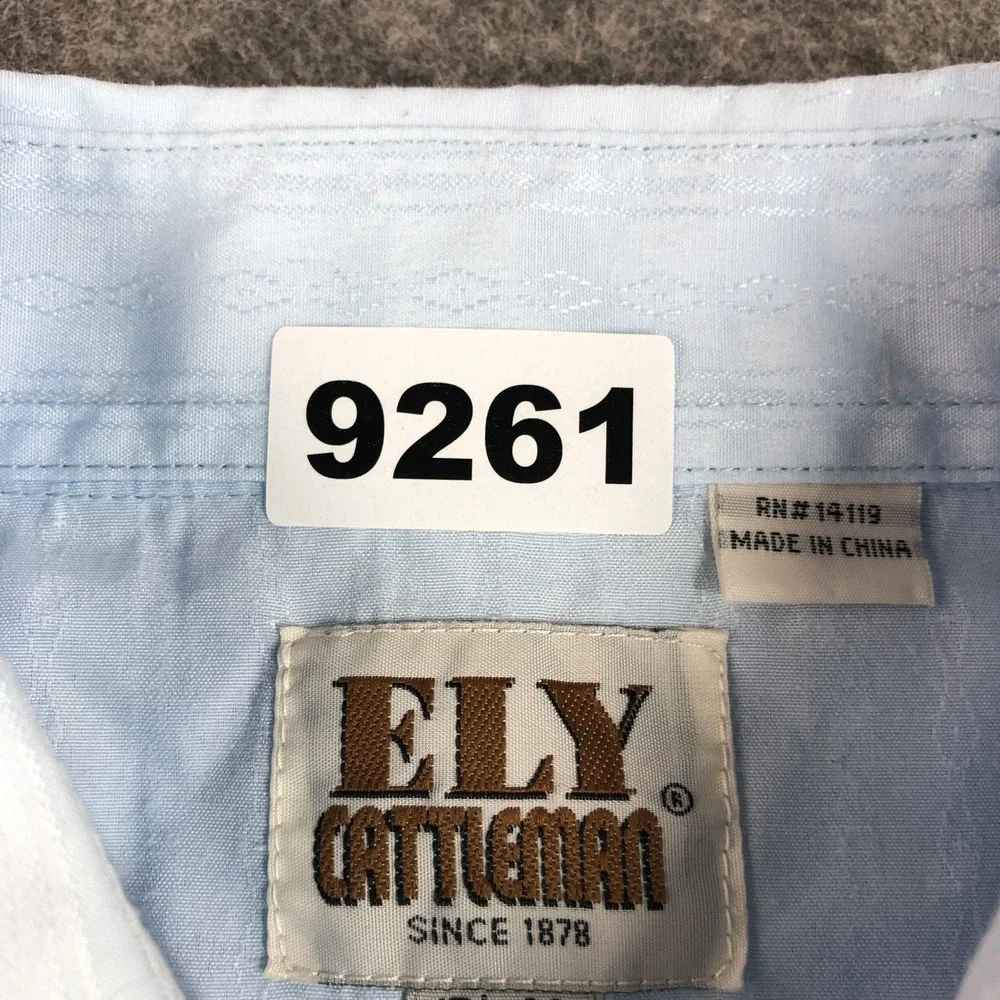 9261
RN# 14119
MADE IN CHINA
ELY
CATTLEMAN ®
SINCE 1878